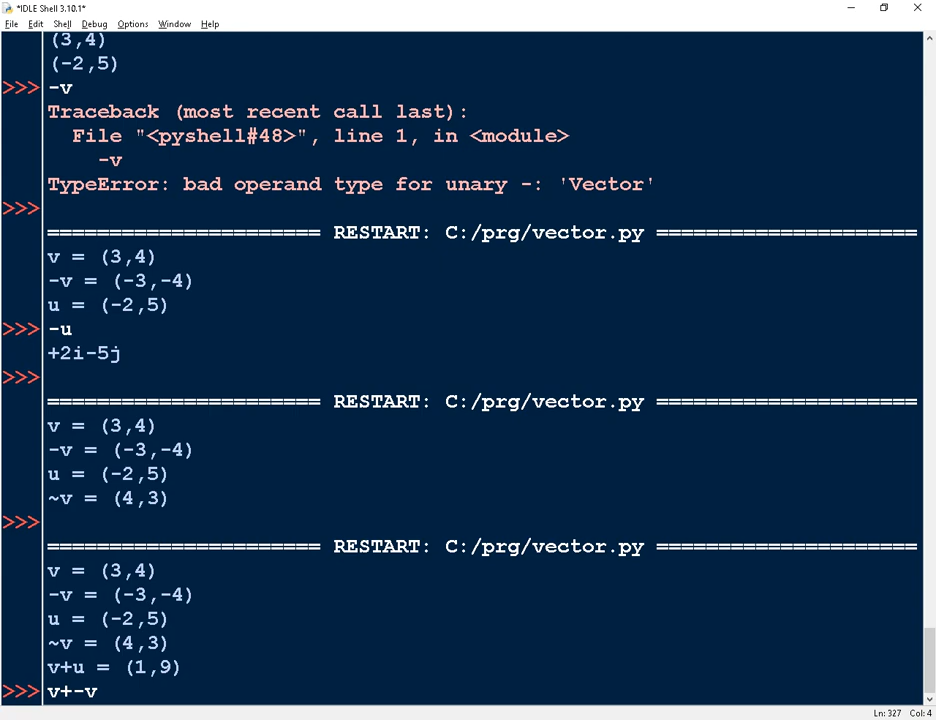 *IDLE Shell 3.10.1*
File Edit Shell Debug Options Window Help
(3,4)
(-2,5)
>>> -v
Traceback (most recent call last):
  File "<pyshell#48>", line 1, in <module>
    -v
TypeError: bad operand type for unary -: 'Vector'
>>>
===================== RESTART: C:/prg/vector.py =====================
v = (3,4)
-v = (-3,-4)
u = (-2,5)
>>> -u
+2i-5j
>>>
===================== RESTART: C:/prg/vector.py =====================
v = (3,4)
-v = (-3,-4)
u = (-2,5)
~v = (4,3)
>>>
===================== RESTART: C:/prg/vector.py =====================
v = (3,4)
-v = (-3,-4)
u = (-2,5)
~v = (4,3)
v+u = (1,9)
>>> v+-v
Ln: 327 Col: 4